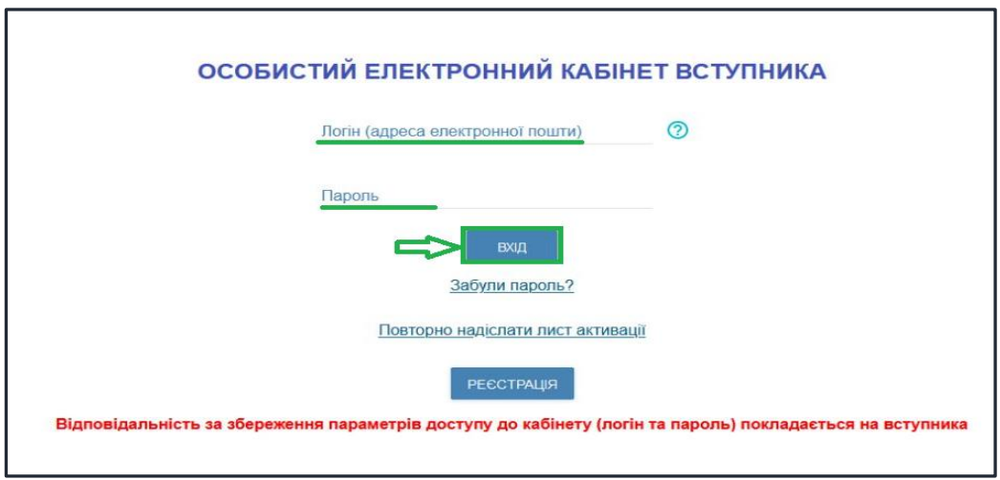 ОСОБИСТИЙ ЕЛЕКТРОННИЙ КАБІНЕТ ВСТУПНИКА
Логін (адреса електронної пошти)
Пароль
ВХІД
Забули пароль?
Повторно надіслати лист активації
РЕЄСТРАЦІЯ
Відповідальність за збереження параметрів доступу до кабінету (логін та пароль) покладається на вступника